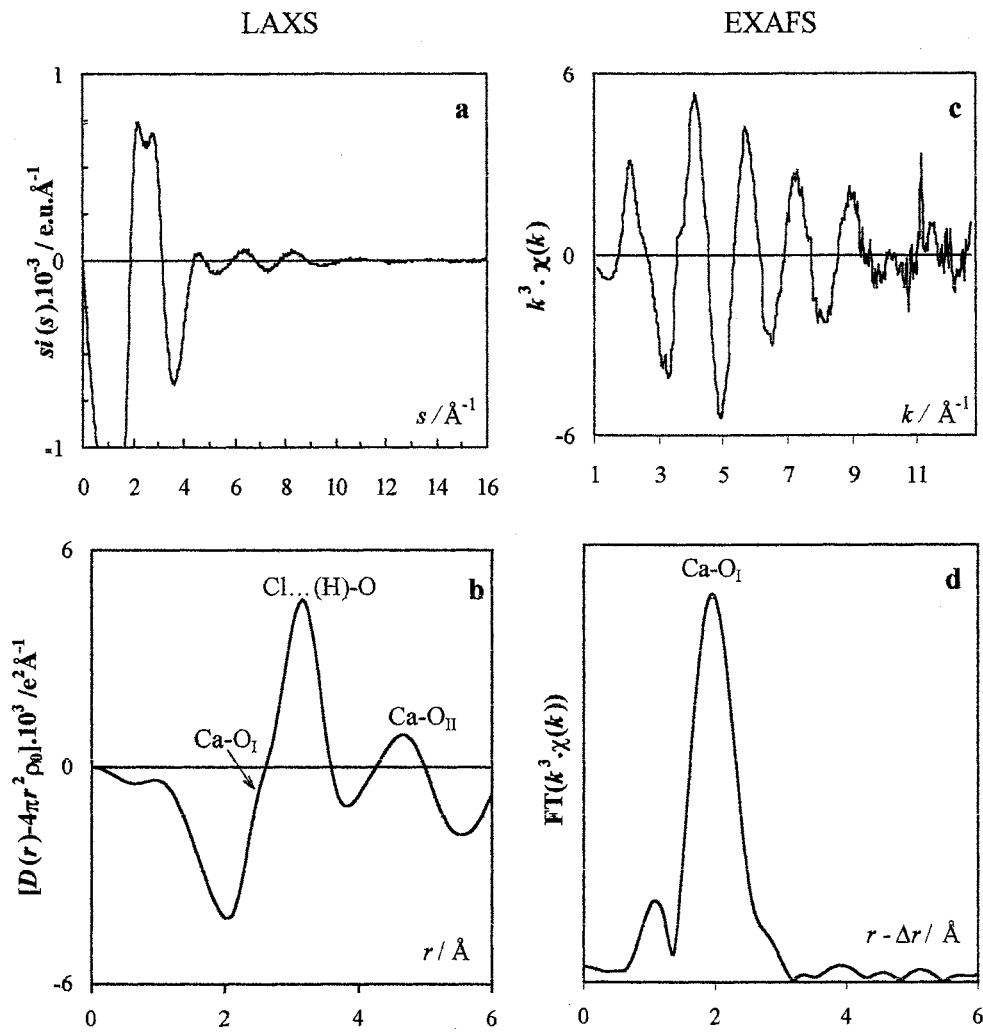 LAXS
EXAFS
1
a
si(s).10⁻³ / e.u.Å⁻¹
0
s / Å⁻¹
-1
0 2 4 6 8 10 12 14 16
6
c
k³.χ(k)
0
k / Å⁻¹
-6
1 3 5 7 9 11
6
b
Cl...(H)-O
[D(r)-4πr²ρ₀].10³/e²Å⁻¹
Ca-O_I
Ca-O_II
0
r / Å
-6
0 2 4 6
Ca-O_I
d
FT(k³.χ(k))
r - Δr / Å
0 2 4 6